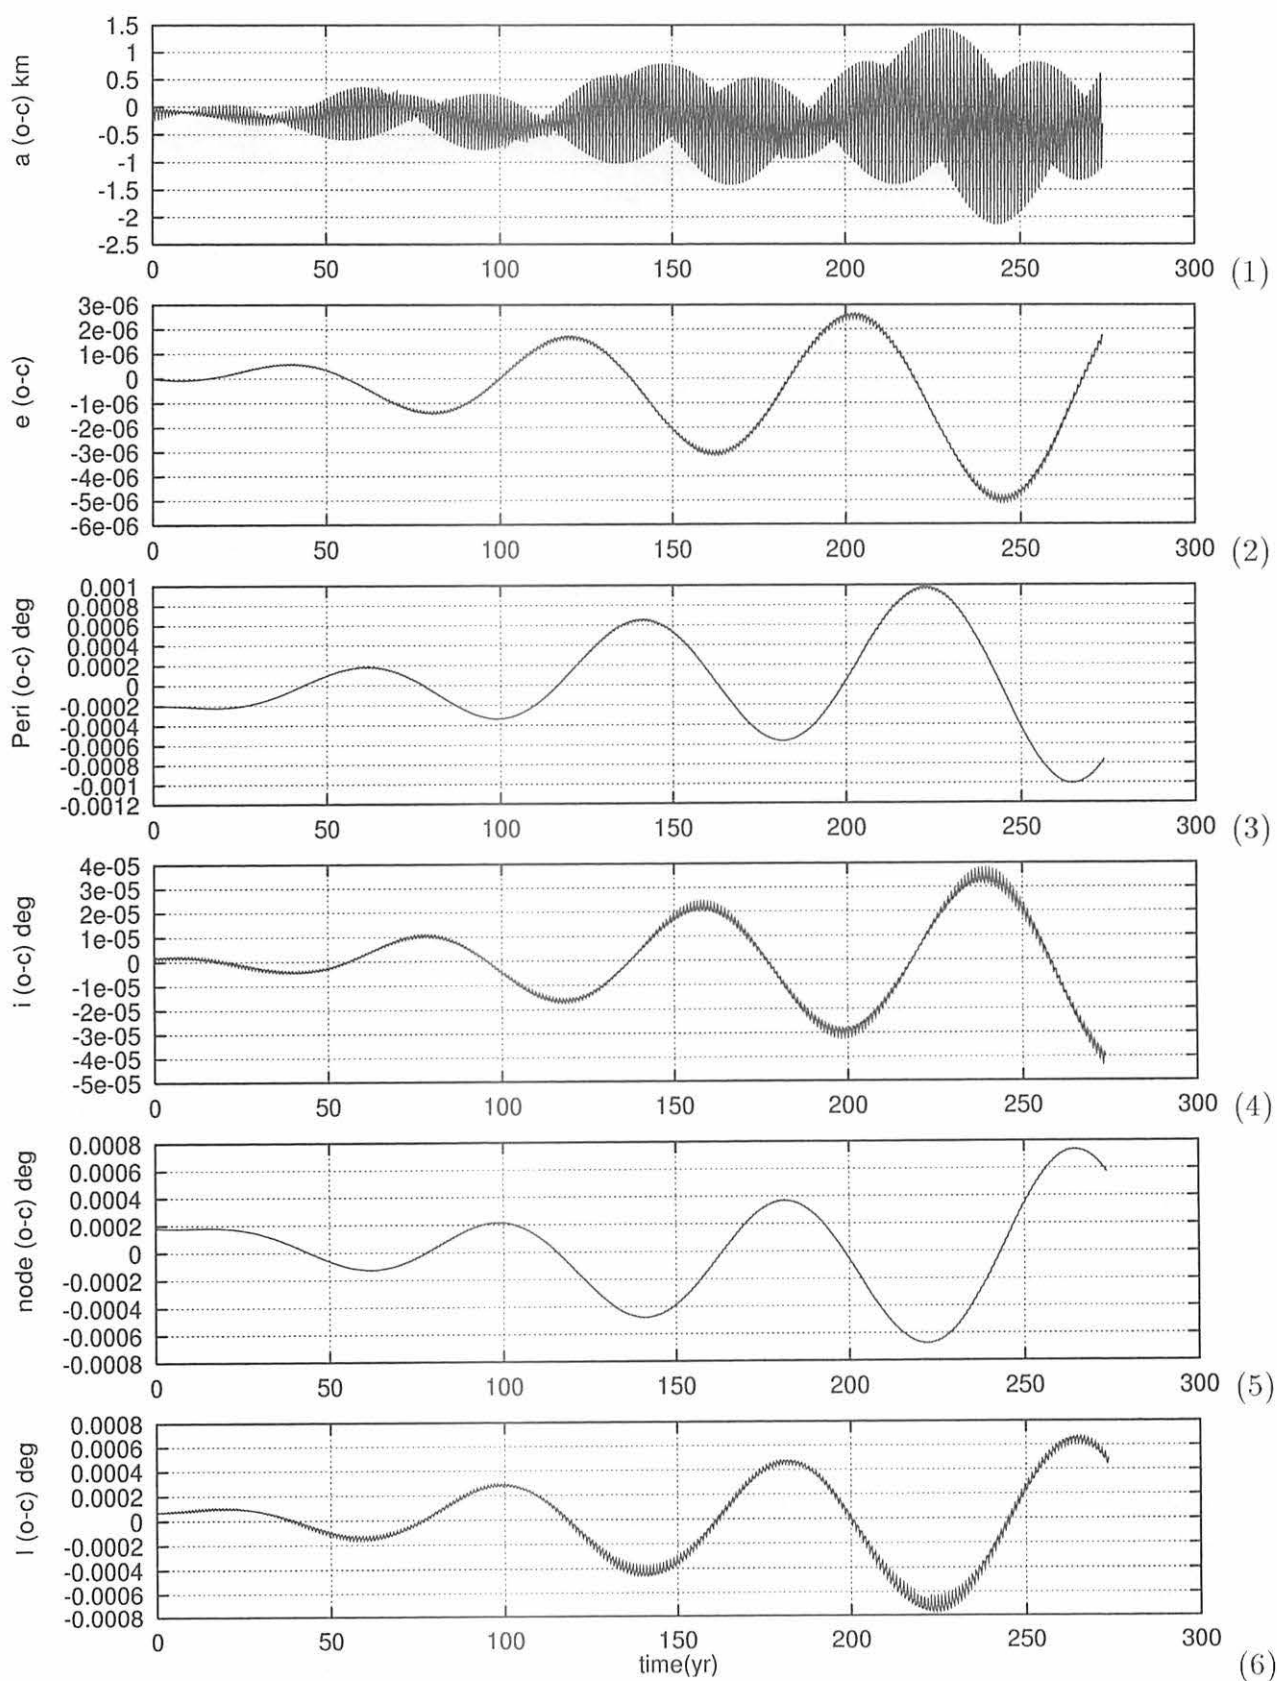 a (o-c) km
1.5
1
0.5
0
-0.5
-1
-1.5
-2
-2.5
0 50 100 150 200 250 300 (1)
e (o-c)
3e-06
2e-06
1e-06
0
-1e-06
-2e-06
-3e-06
-4e-06
-5e-06
-6e-06
0 50 100 150 200 250 300 (2)
Peri (o-c) deg
0.001
0.0008
0.0006
0.0004
0.0002
0
-0.0002
-0.0004
-0.0006
-0.0008
-0.001
-0.0012
0 50 100 150 200 250 300 (3)
i (o-c) deg
4e-05
3e-05
2e-05
1e-05
0
-1e-05
-2e-05
-3e-05
-4e-05
-5e-05
0 50 100 150 200 250 300 (4)
node (o-c) deg
0.0008
0.0006
0.0004
0.0002
0
-0.0002
-0.0004
-0.0006
-0.0008
0 50 100 150 200 250 300 (5)
l (o-c) deg
0.0008
0.0006
0.0004
0.0002
0
-0.0002
-0.0004
-0.0006
-0.0008
0 50 100 150 200 250 300
time(yr) (6)